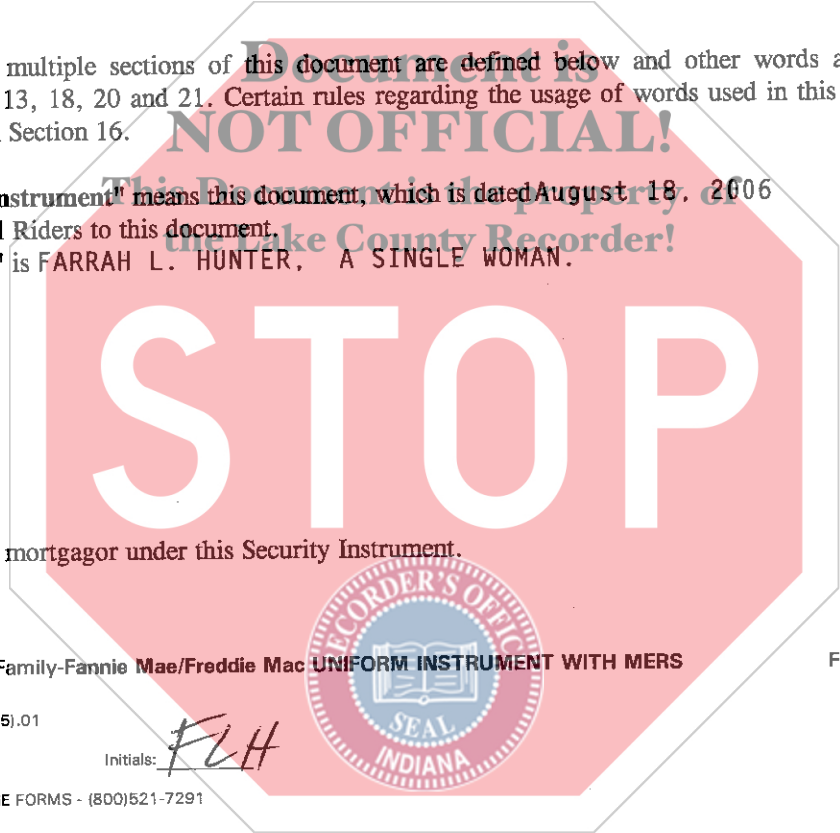 Document is
multiple sections of this document are defined below and other words a
13, 18, 20 and 21. Certain rules regarding the usage of words used in this
Section 16.
NOT OFFICIAL!
This Document is the property of
nstrument" means this document, which is dated August 18, 2006
Riders to this document.
the Lake County Recorder!
" is FARRAH L. HUNTER, A SINGLE WOMAN.
STOP
mortgagor under this Security Instrument.
RECORDER'S OFFICE
SEAL
INDIANA
Family-Fannie Mae/Freddie Mac UNIFORM INSTRUMENT WITH MERS F
5).01
Initials: FLH
E FORMS - (800)521-7291